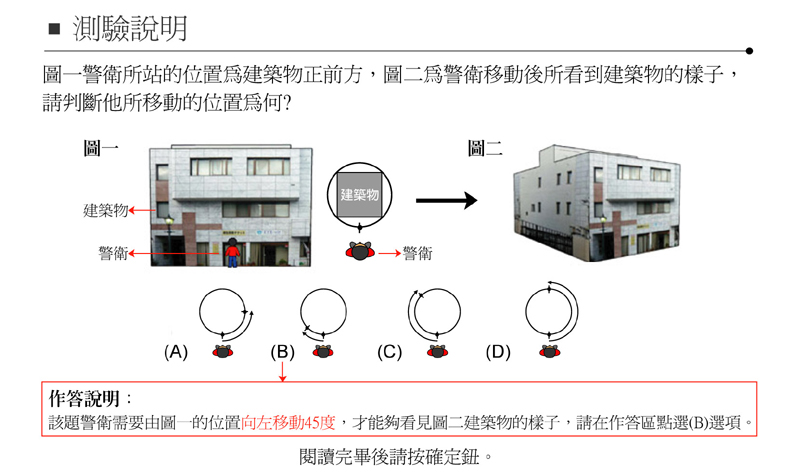 測驗說明
圖一警衛所站的位置為建築物正前方，圖二為警衛移動後所看到建築物的樣子，
請判斷他所移動的位置為何?
圖一
圖二
建築物
建築物
警衛
警衛
(A)
(B)
(C)
(D)
作答說明：
該題警衛需要由圖一的位置向左移動45度，才能夠看見圖二建築物的樣子，請在作答區點選(B)選項。
閱讀完畢後請按確定鈕。